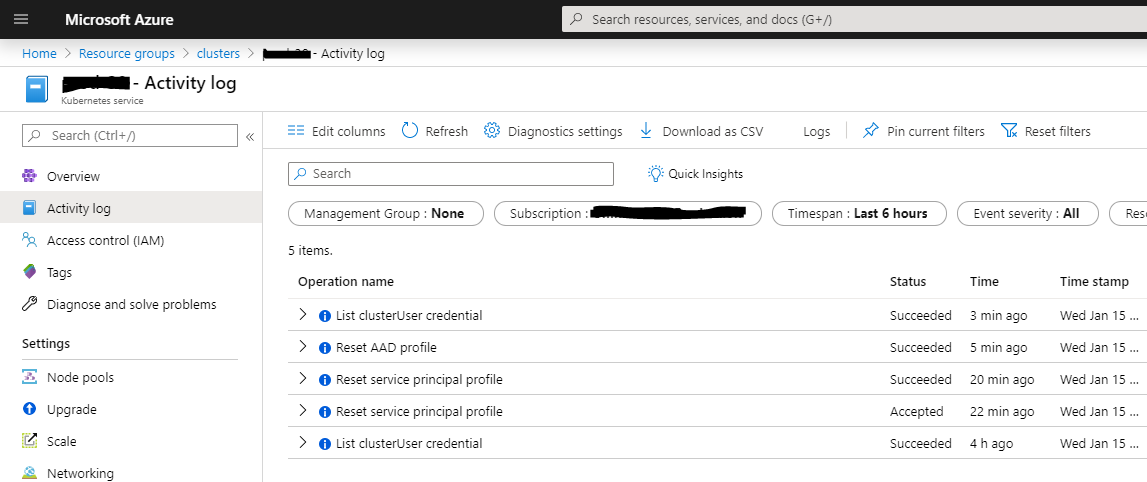 Microsoft Azure
Search resources, services, and docs (G+/)
Home > Resource groups > clusters > - Activity log
- Activity log
Kubernetes service
Search (Ctrl+/)
«
Edit columns Refresh Diagnostics settings Download as CSV Logs Pin current filters Reset filters
Search
Quick Insights
Overview
Activity log
Access control (IAM)
Tags
Diagnose and solve problems
Settings
Node pools
Upgrade
Scale
Networking
Management Group : None Subscription : Timespan : Last 6 hours Event severity : All Reso
5 items.
Operation name Status Time Time stamp
List clusterUser credential Succeeded 3 min ago Wed Jan 15 ...
Reset AAD profile Succeeded 5 min ago Wed Jan 15 ...
Reset service principal profile Succeeded 20 min ago Wed Jan 15 ...
Reset service principal profile Accepted 22 min ago Wed Jan 15 ...
List clusterUser credential Succeeded 4 h ago Wed Jan 15 ...